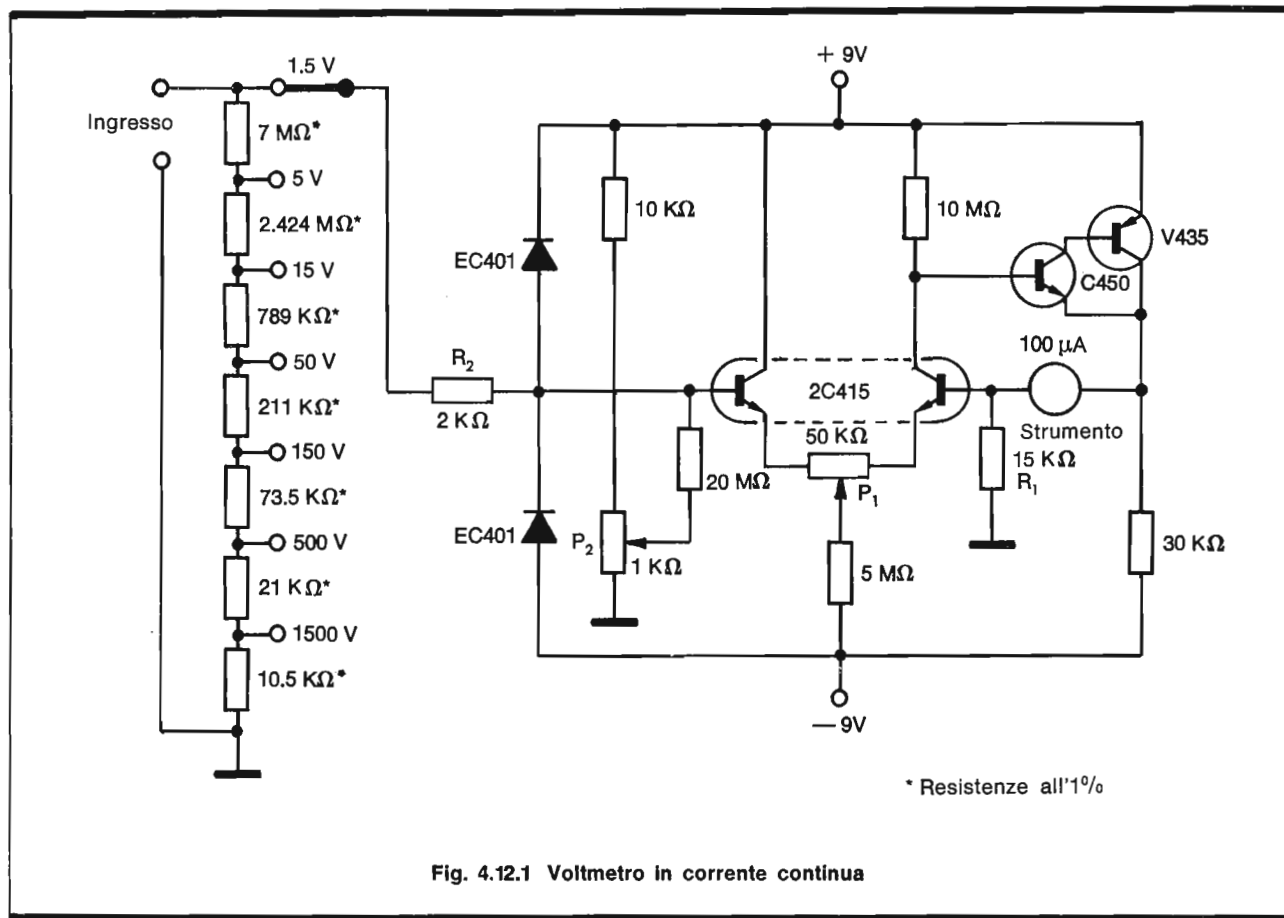 1.5 V
Ingresso
7 MΩ*
5 V
2.424 MΩ*
15 V
789 KΩ*
50 V
211 KΩ*
150 V
73.5 KΩ*
500 V
21 KΩ*
1500 V
10.5 KΩ*
R2
2 KΩ
EC401
EC401
10 KΩ
P2
1 KΩ
20 MΩ
+ 9V
10 MΩ
2C415
50 KΩ
P1
5 MΩ
— 9V
V435
C450
100 μA
Strumento
15 KΩ
R1
30 KΩ
* Resistenze all'1%
Fig. 4.12.1 Voltmetro in corrente continua